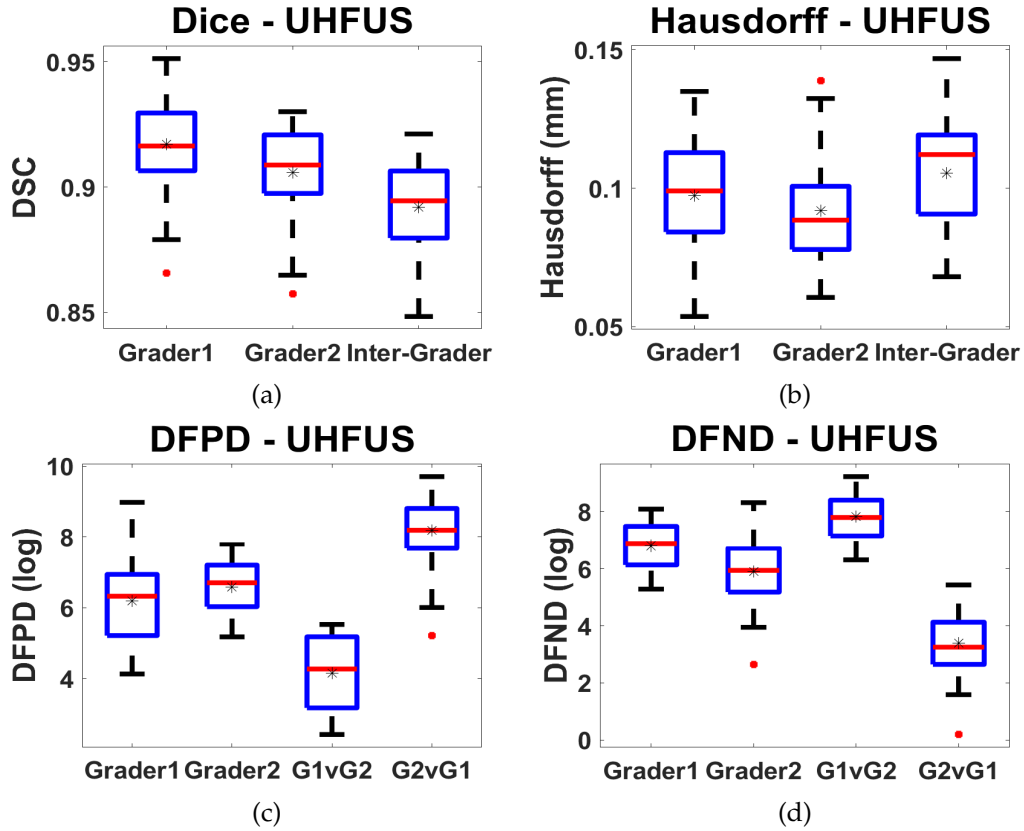 Dice - UHFUS
0.95
0.9
0.85
DSC
Grader1 Grader2 Inter-Grader
(a)
Hausdorff - UHFUS
0.15
0.1
0.05
Hausdorff (mm)
Grader1 Grader2 Inter-Grader
(b)
DFPD - UHFUS
10
8
6
4
DFPD (log)
Grader1 Grader2 G1vG2 G2vG1
(c)
DFND - UHFUS
8
6
4
2
0
DFND (log)
Grader1 Grader2 G1vG2 G2vG1
(d)